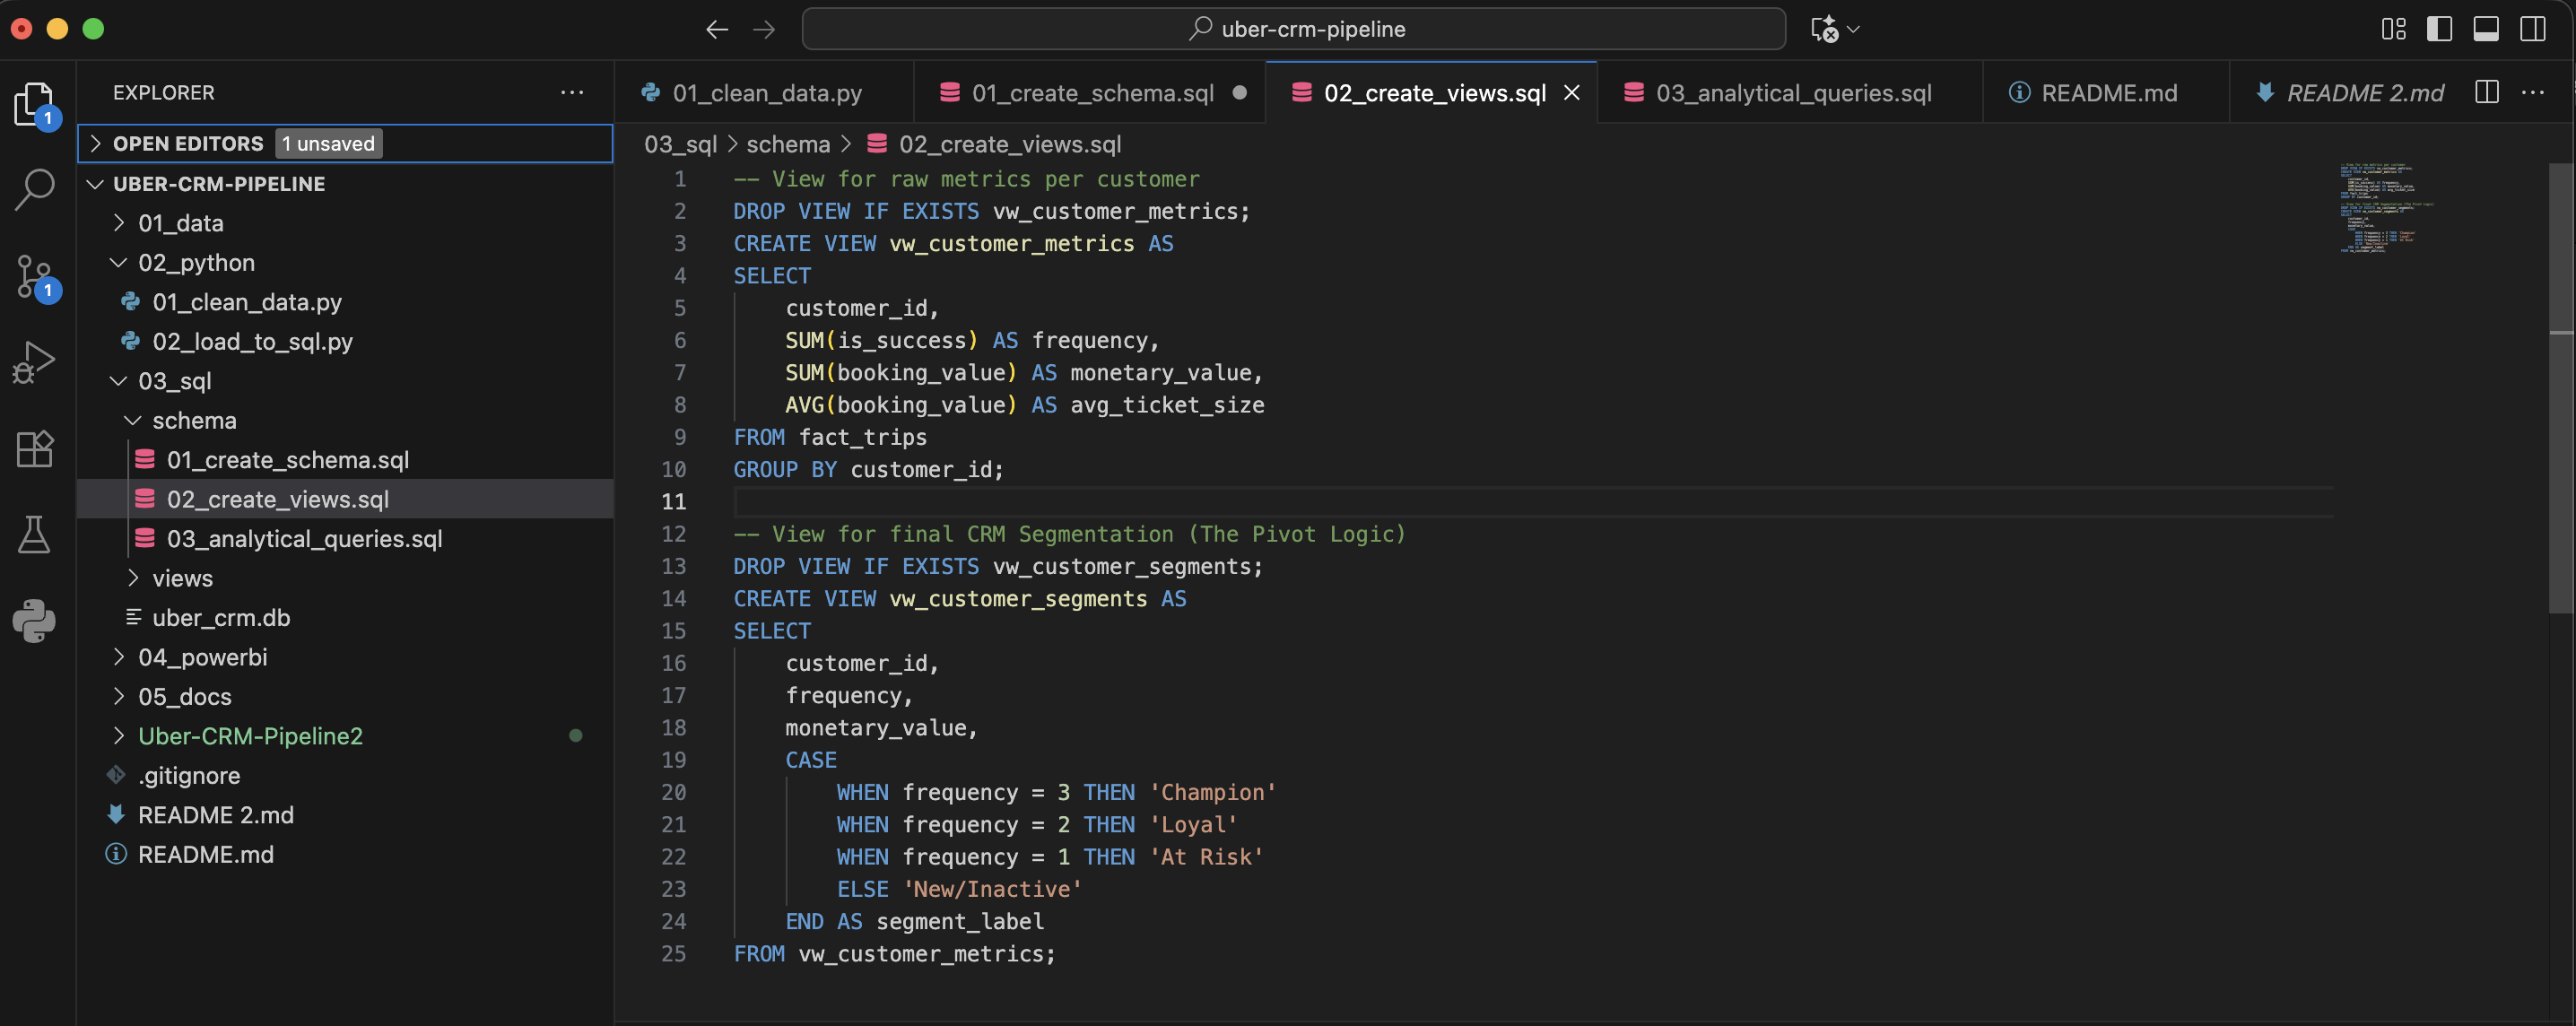 uber-crm-pipeline
EXPLORER
OPEN EDITORS 1 unsaved
UBER-CRM-PIPELINE
01_data
02_python
01_clean_data.py
02_load_to_sql.py
03_sql
schema
01_create_schema.sql
02_create_views.sql
03_analytical_queries.sql
views
uber_crm.db
04_powerbi
05_docs
Uber-CRM-Pipeline2
.gitignore
README 2.md
README.md
1
1
01_clean_data.py 01_create_schema.sql 02_create_views.sql 03_analytical_queries.sql README.md README 2.md
03_sql > schema > 02_create_views.sql
1 -- View for raw metrics per customer
2 DROP VIEW IF EXISTS vw_customer_metrics;
3 CREATE VIEW vw_customer_metrics AS
4 SELECT
5 customer_id,
6 SUM(is_success) AS frequency,
7 SUM(booking_value) AS monetary_value,
8 AVG(booking_value) AS avg_ticket_size
9 FROM fact_trips
10 GROUP BY customer_id;
11
12 -- View for final CRM Segmentation (The Pivot Logic)
13 DROP VIEW IF EXISTS vw_customer_segments;
14 CREATE VIEW vw_customer_segments AS
15 SELECT
16 customer_id,
17 frequency,
18 monetary_value,
19 CASE
20 WHEN frequency = 3 THEN 'Champion'
21 WHEN frequency = 2 THEN 'Loyal'
22 WHEN frequency = 1 THEN 'At Risk'
23 ELSE 'New/Inactive'
24 END AS segment_label
25 FROM vw_customer_metrics;